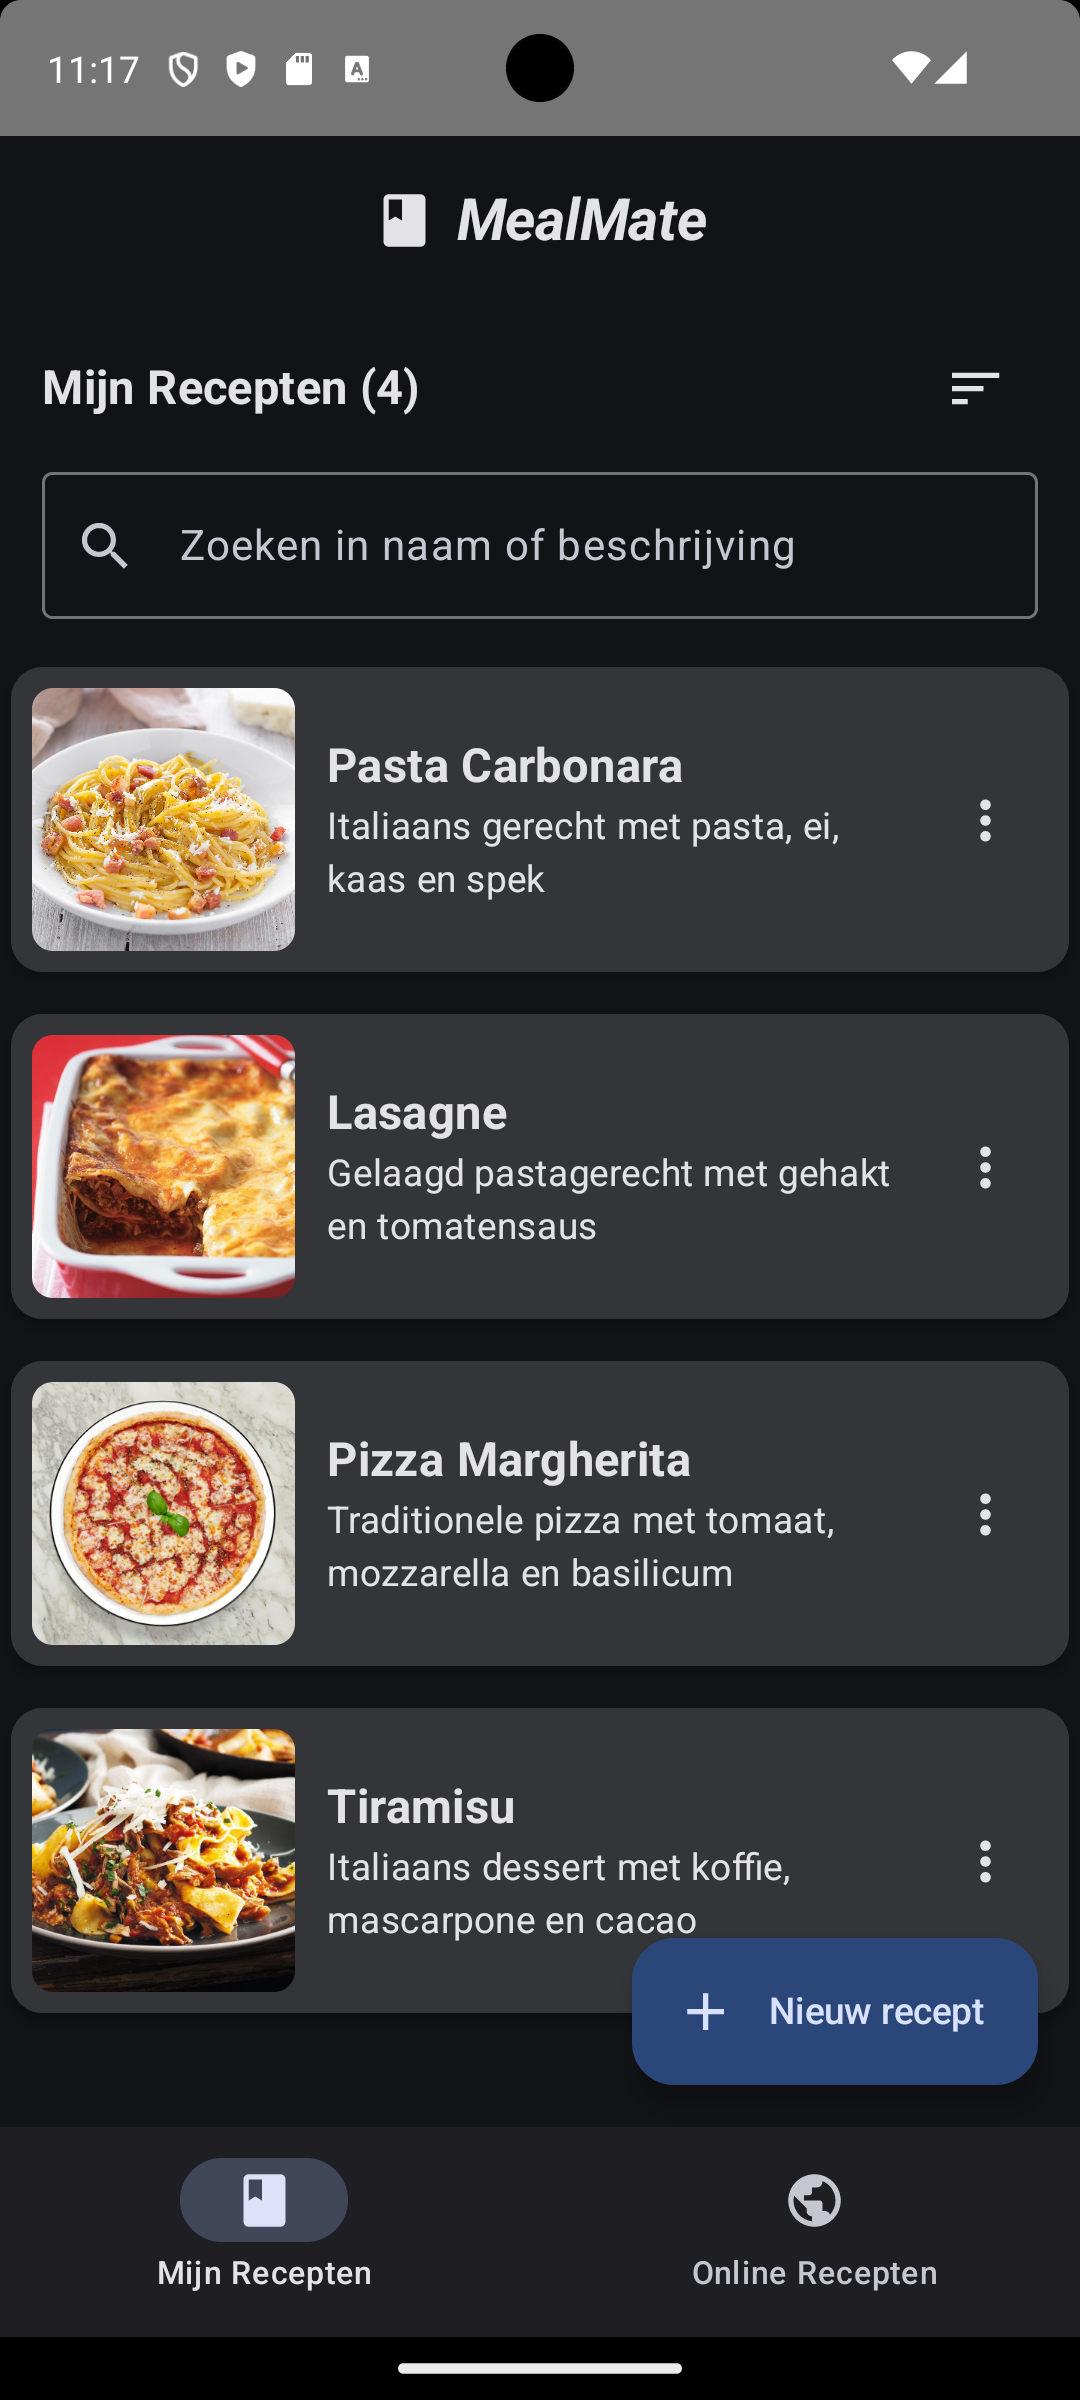 11:17
MealMate
Mijn Recepten (4)
Zoeken in naam of beschrijving
Pasta Carbonara
Italiaans gerecht met pasta, ei,
kaas en spek
Lasagne
Gelaagd pastagerecht met gehakt
en tomatensaus
Pizza Margherita
Traditionele pizza met tomaat,
mozzarella en basilicum
Tiramisu
Italiaans dessert met koffie,
mascarpone en cacao
Nieuw recept
Mijn Recepten
Online Recepten